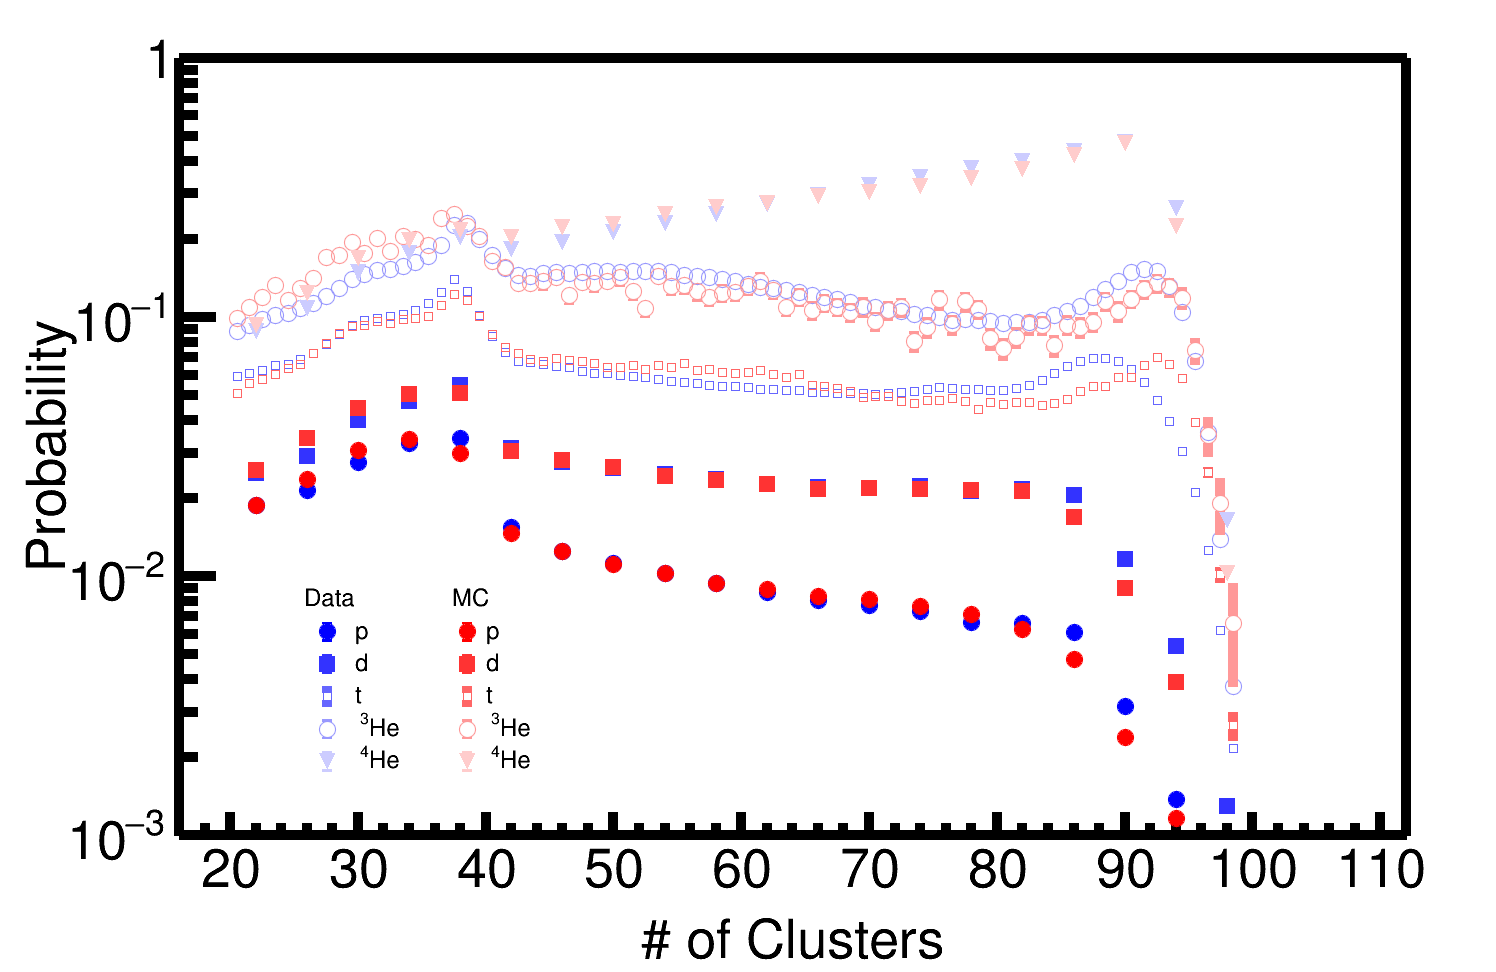 1
10⁻¹
10⁻²
10⁻³
Probability
Data MC
p p
d d
t t
³He ³He
⁴He ⁴He
20 30 40 50 60 70 80 90 100 110
# of Clusters